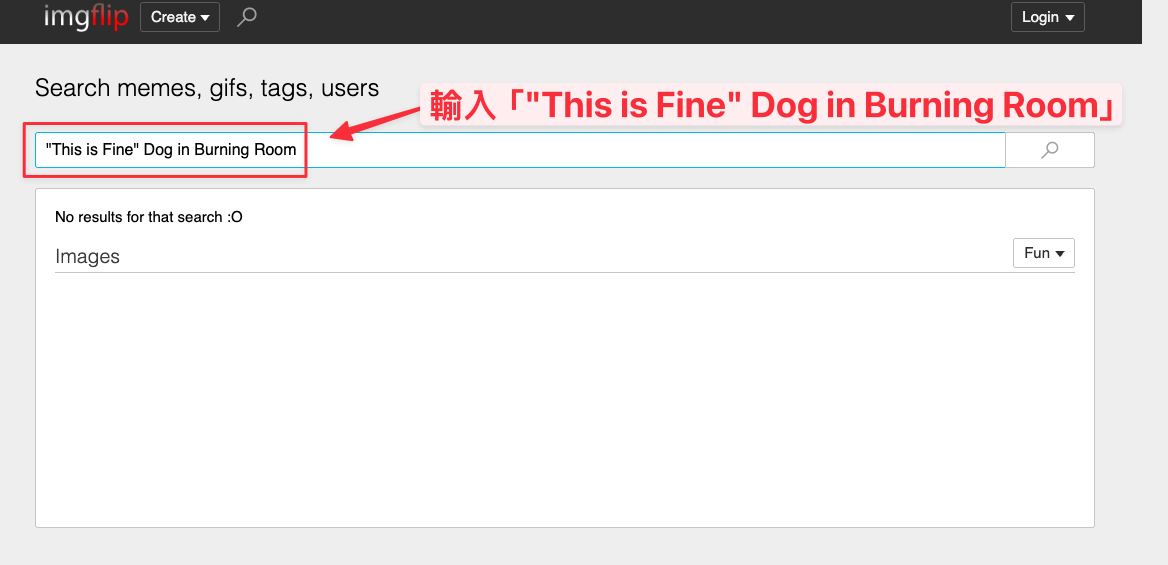 imgflip Create Login
Search memes, gifs, tags, users
輸入「"This is Fine" Dog in Burning Room」
"This is Fine" Dog in Burning Room
No results for that search :O
Images
Fun